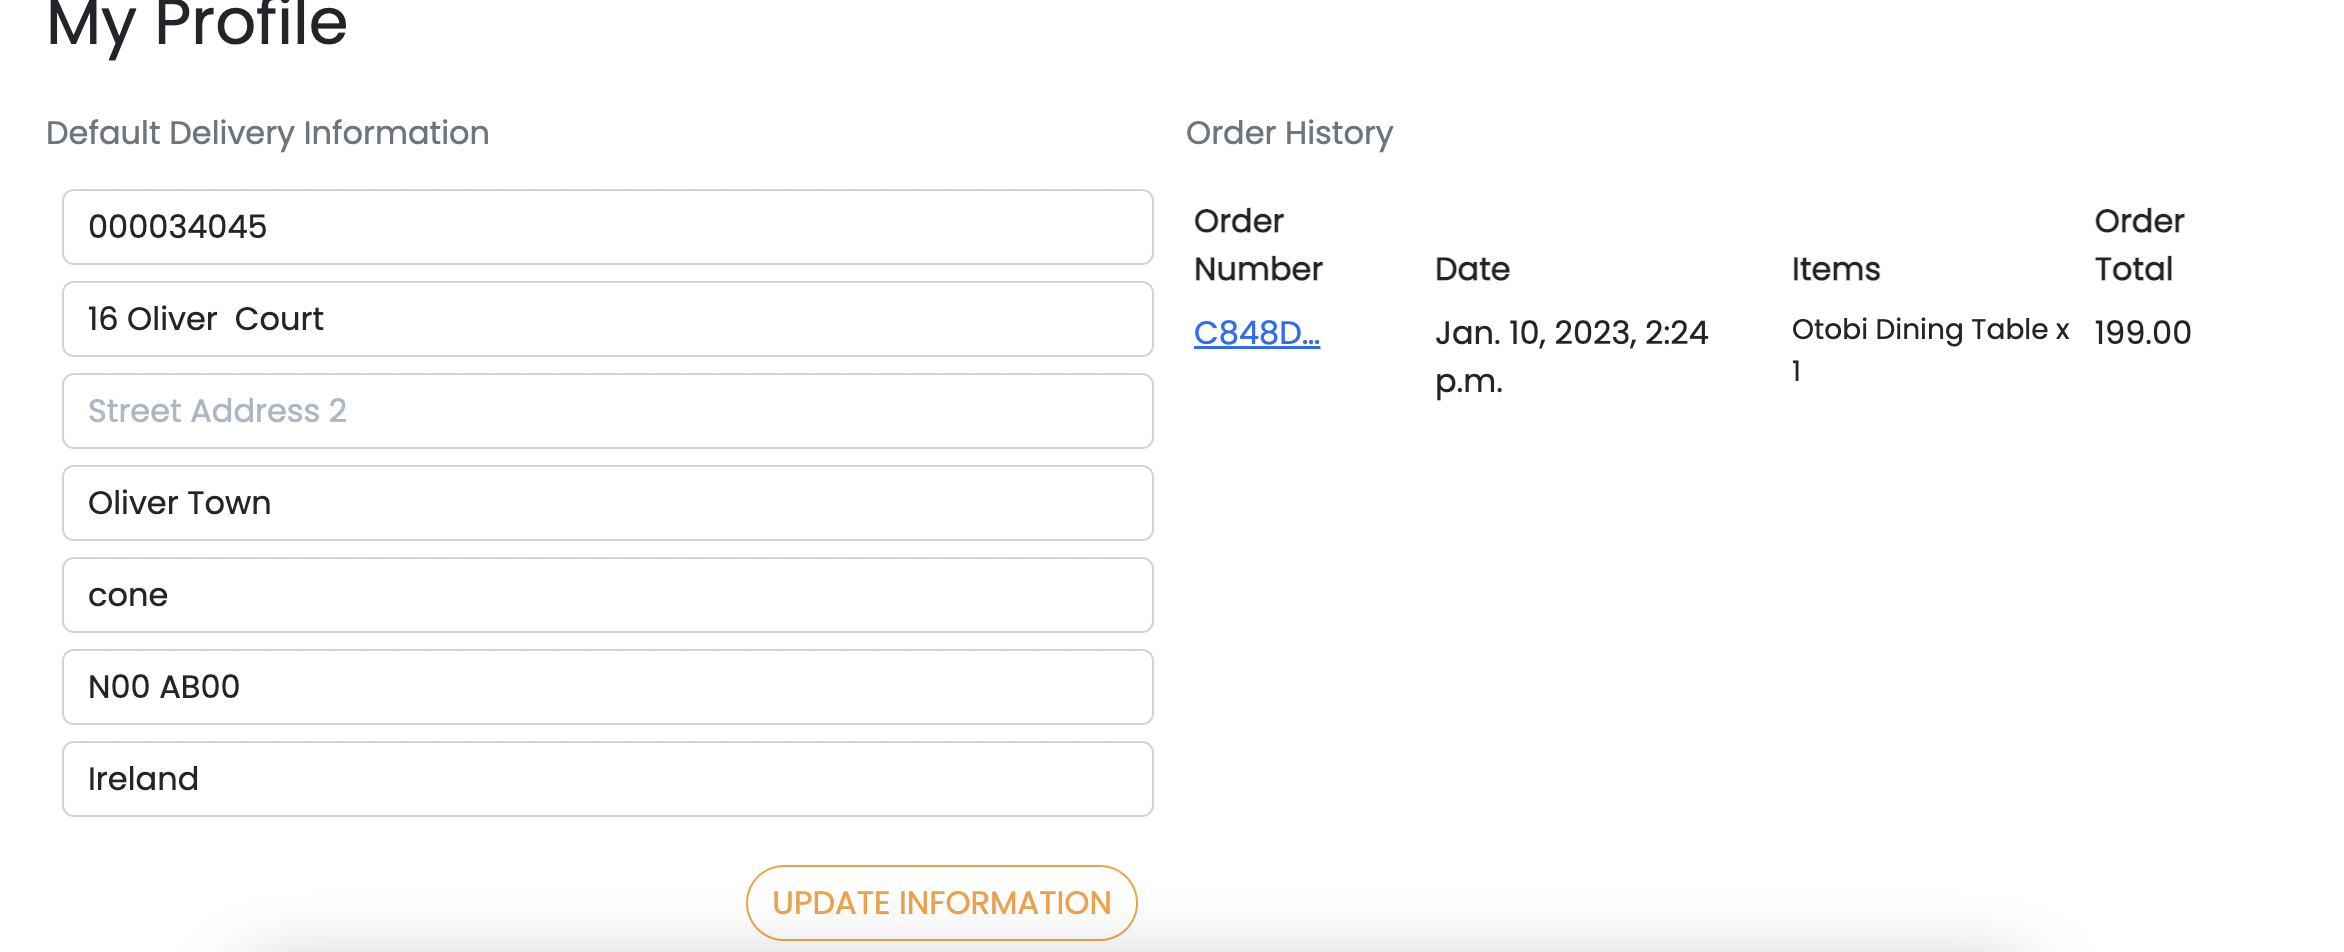 My Profile
Default Delivery Information
000034045
16 Oliver  Court
Street Address 2
Oliver Town
cone
N00 AB00
Ireland
UPDATE INFORMATION
Order History
Order
Number
Date
Items
Order
Total
C848D...
Jan. 10, 2023, 2:24
p.m.
Otobi Dining Table x
1
199.00